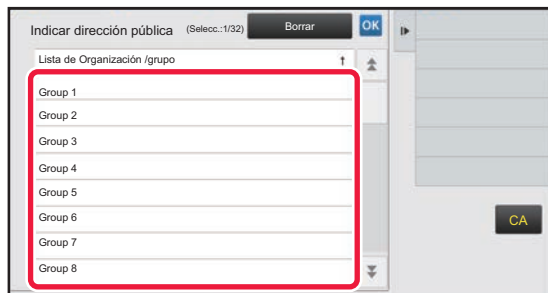 Indicar dirección pública (Selecc.:1/32) Borrar OK
Lista de Organización /grupo
Group 1
Group 2
Group 3
Group 4
Group 5
Group 6
CA
Group 7
Group 8